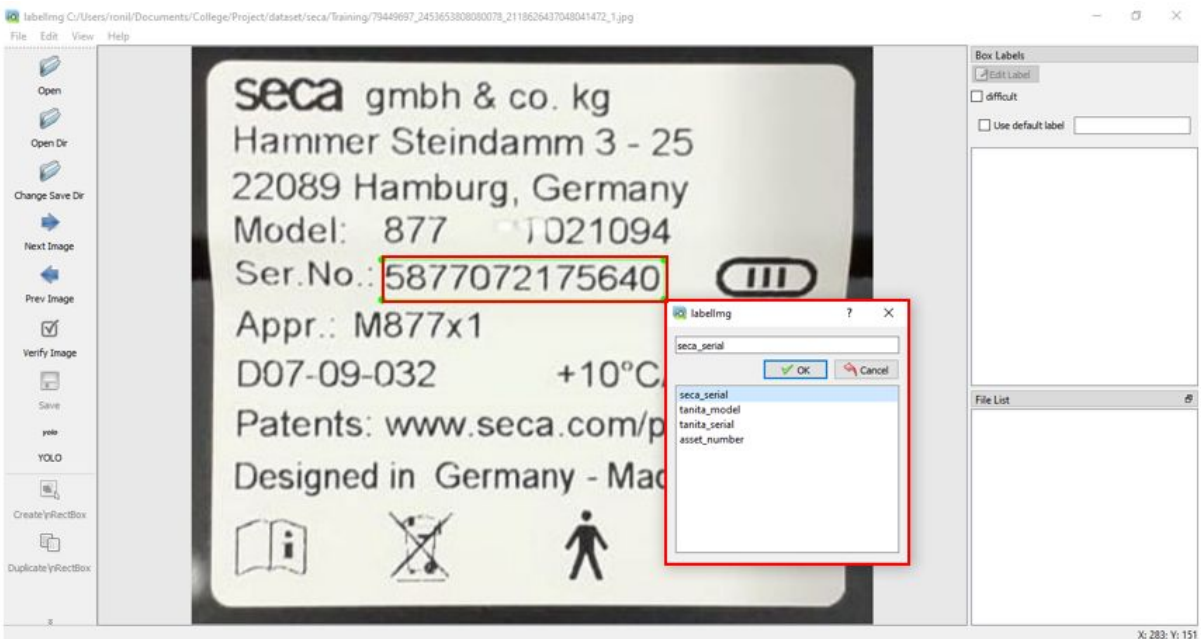 labelImg C:/Users/ronil/Documents/College/Project/dataset/seca/Training/79449697_2453653808080078_2118626437048041472_1.jpg
File Edit View Help
Open
Open Dir
Change Save Dir
Next Image
Prev Image
Verify Image
Save
yolo
YOLO
Create\nRectBox
Duplicate\nRectBox
seca gmbh & co. kg
Hammer Steindamm 3 - 25
22089 Hamburg, Germany
Model: 877 1021094
Ser.No.: 5877072175640
III
Appr.: M877x1
D07-09-032 +10°C/
Patents: www.seca.com/p
Designed in Germany - Mad
i
labelImg ? ×
seca_serial
OK Cancel
seca_serial
tanita_model
tanita_serial
asset_number
Box Labels
Edit Label
difficult
Use default label
File List
X: 283; Y: 151